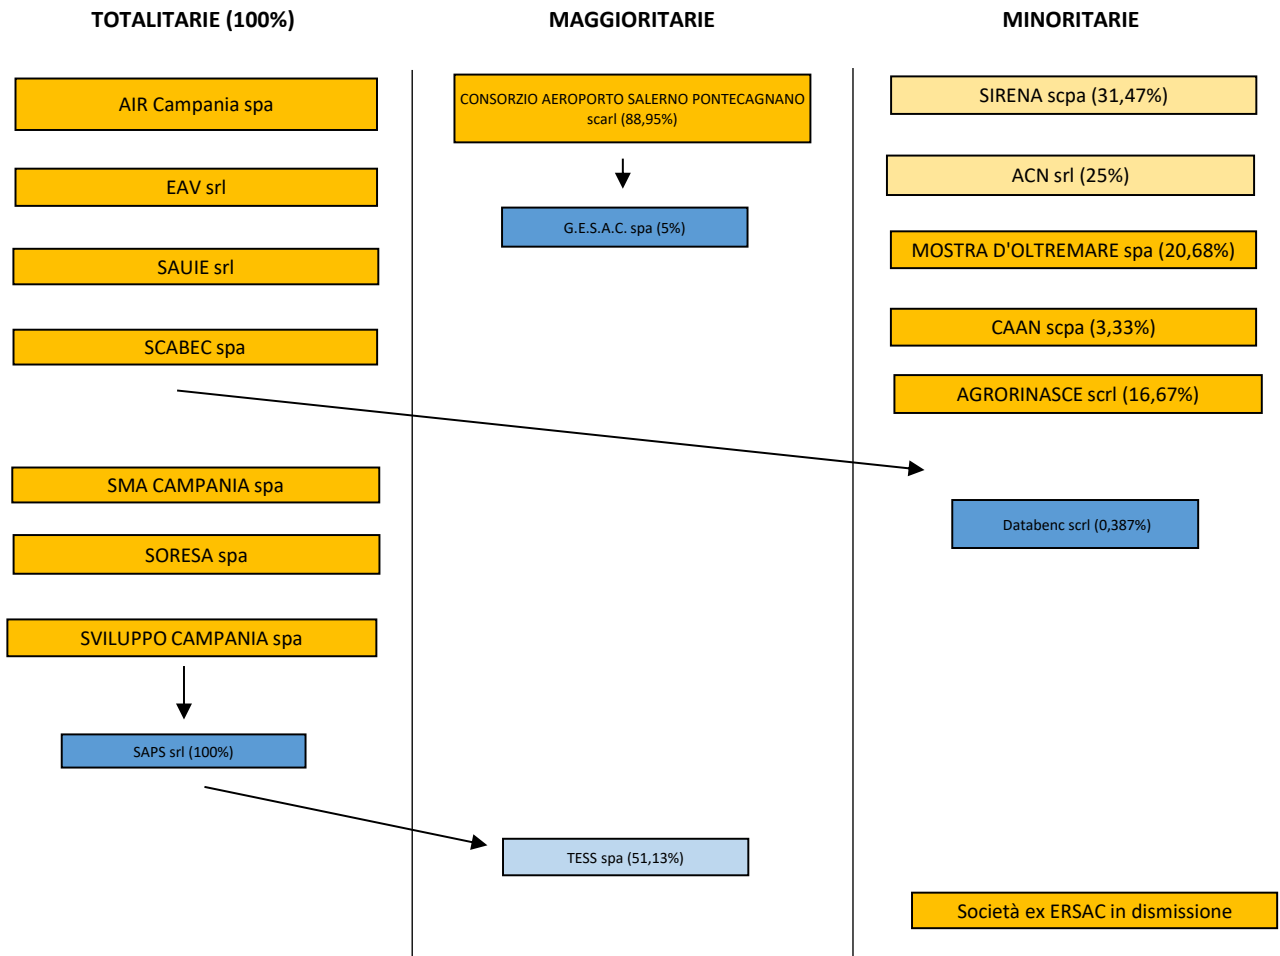 TOTALITARIE (100%)
AIR Campania spa
EAV srl
SAUIE srl
SCABEC spa
SMA CAMPANIA spa
SORESA spa
SVILUPPO CAMPANIA spa
SAPS srl (100%)
MAGGIORITARIE
CONSORZIO AEROPORTO SALERNO PONTECAGNANO
scarl (88,95%)
G.E.S.A.C. spa (5%)
TESS spa (51,13%)
MINORITARIE
SIRENA scpa (31,47%)
ACN srl (25%)
MOSTRA D'OLTREMARE spa (20,68%)
CAAN scpa (3,33%)
AGRORINASCE scrl (16,67%)
Databenc scrl (0,387%)
Società ex ERSAC in dismissione